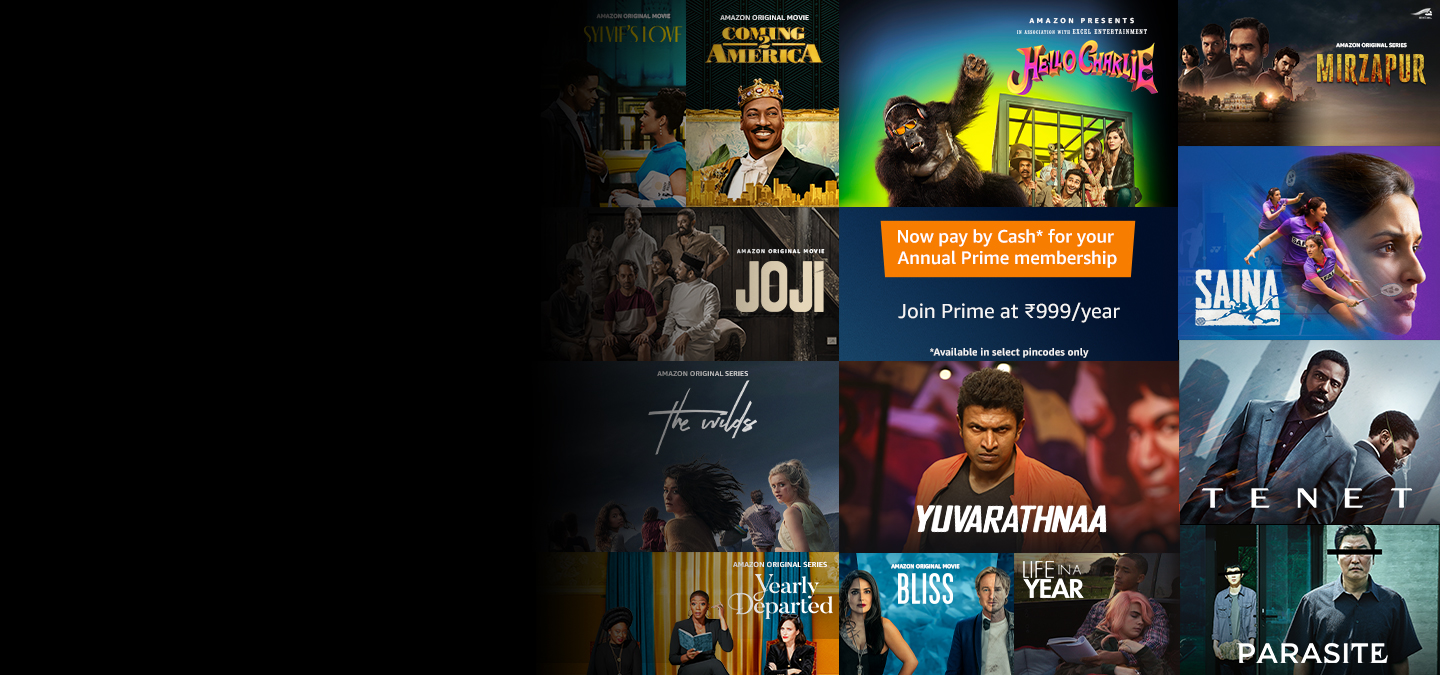 AMAZON ORIGINAL MOVIE
SYLVIE'S LOVE
AMAZON ORIGINAL MOVIE
COMING
2
AMERICA
AMAZON PRESENTS
IN ASSOCIATION WITH EXCEL ENTERTAINMENT
HELLO CHARLIE
AMAZON ORIGINAL SERIES
MIRZAPUR
AMAZON ORIGINAL MOVIE
JOJI
Now pay by Cash* for your
Annual Prime membership
Join Prime at ₹999/year
*Available in select pincodes only
SAINA
AMAZON ORIGINAL SERIES
the wilds
YUVARATHNAA
TENET
AMAZON ORIGINAL SERIES
Yearly
Departed
AMAZON ORIGINAL MOVIE
BLISS
LIFE IN A
YEAR
PARASITE